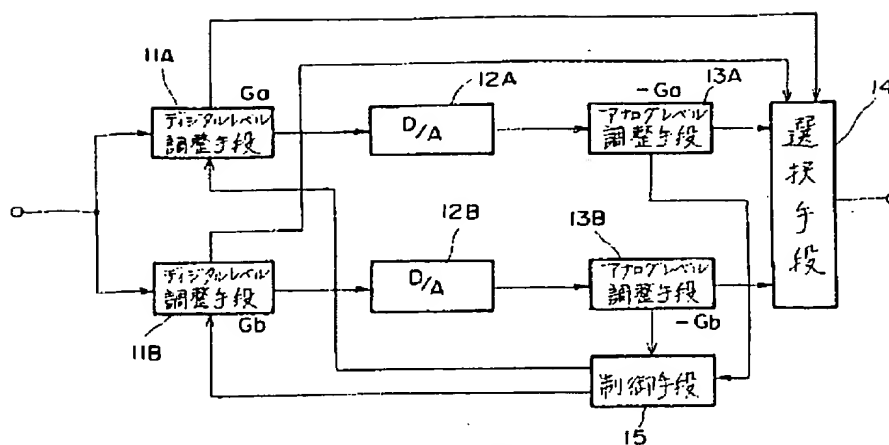 11A
Ga
ディジタルレベル
調整手段
12A
D/A
-Ga
13A
アナログレベル
調整手段
14
選択手段
12B
D/A
13B
ディジタルレベル
調整手段
アナログレベル
調整手段
11B
Gb
-Gb
制御手段
15